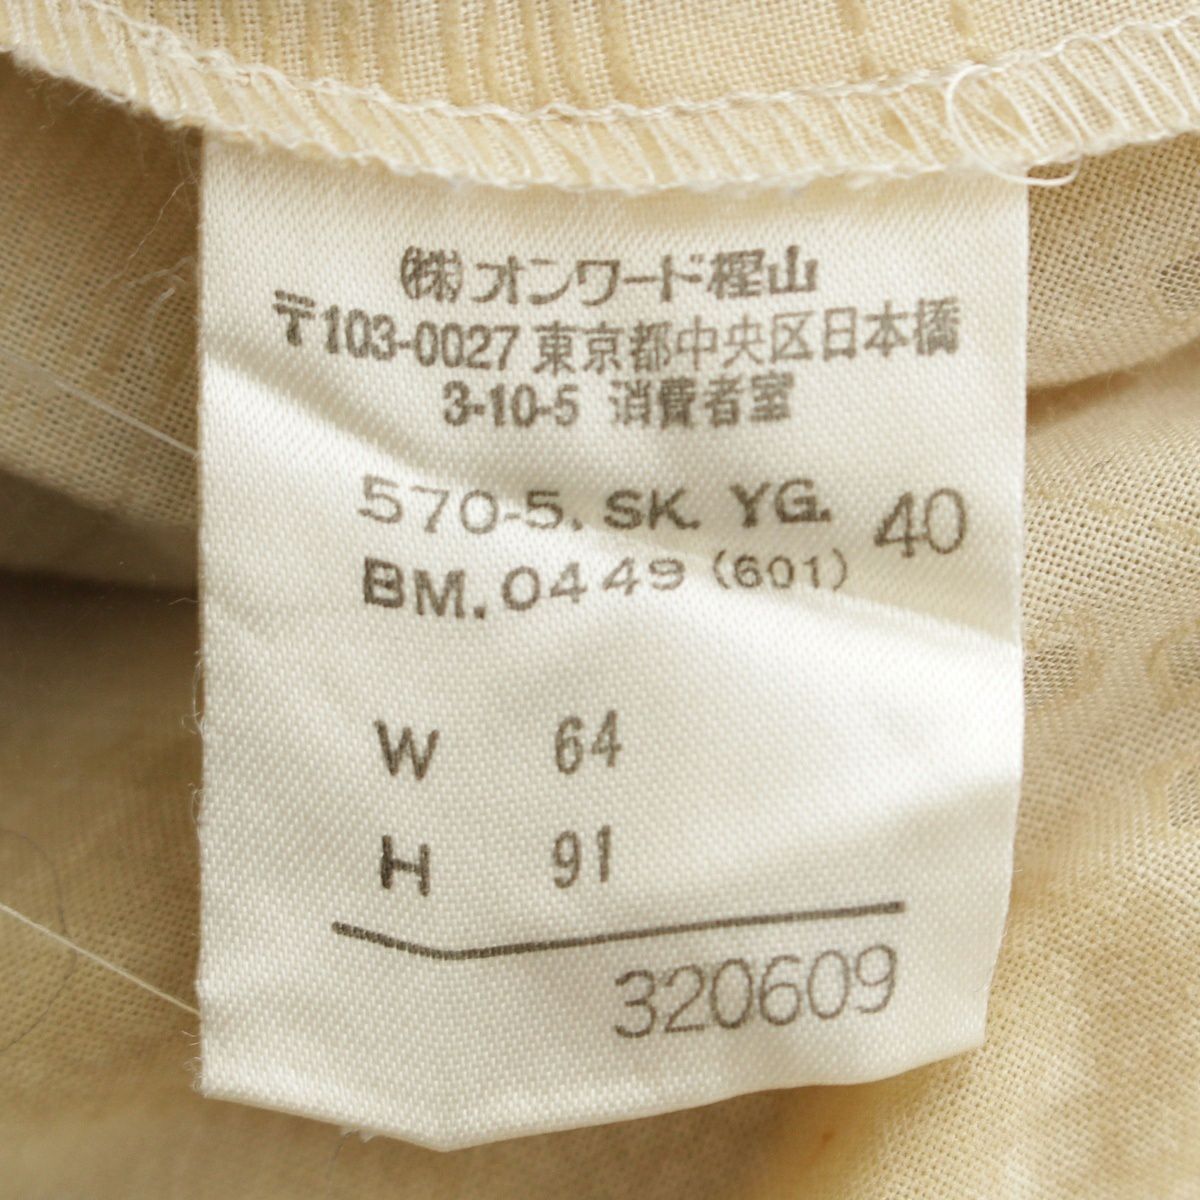 (株)オンワード樫山
〒103-0027 東京都中央区日本橋
3-10-5 消費者室
570-5. SK. YG. 40
BM. 0449 (601)
W 64
H 91
320609